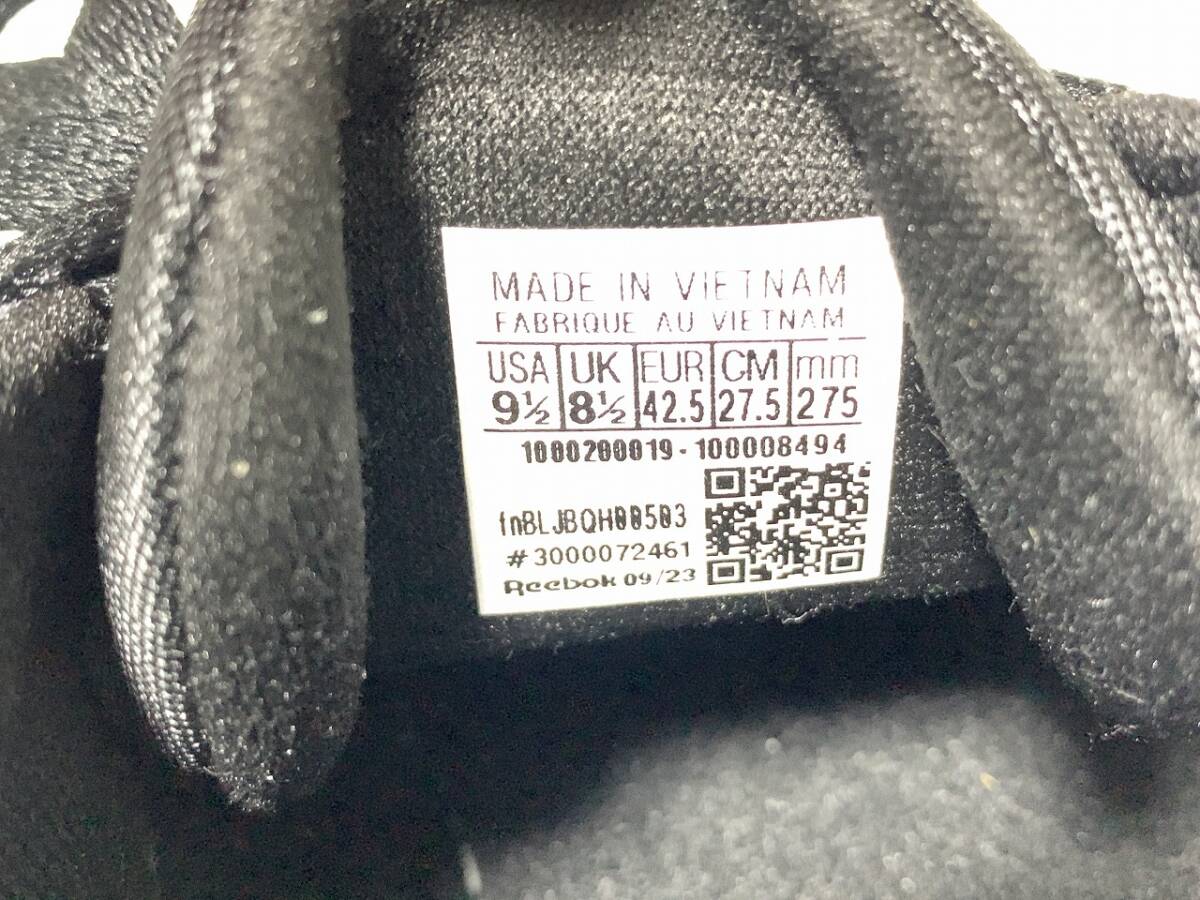 MADE IN VIETNAM
FABRIQUE AU VIETNAM
USA UK EUR CM mm
9½ 8½ 42.5 27.5 275
1000200019-100008494
fnBLJBQH00503
#3000072461
Reebok 09/23